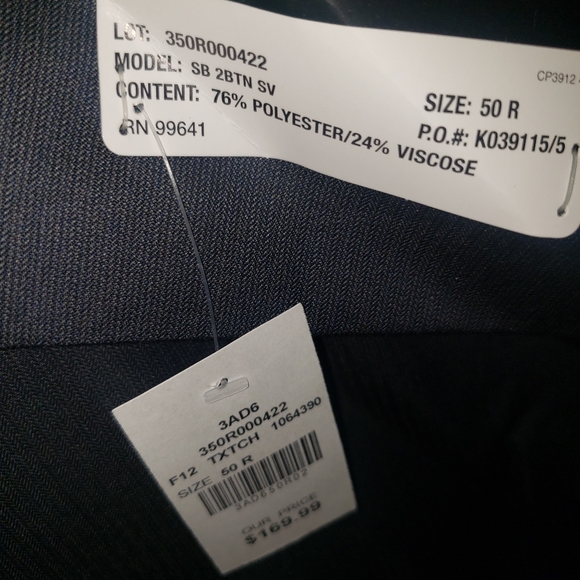 LOT: 350R000422
MODEL: SB 2BTN SV
CONTENT: 76% POLYESTER/24% VISCOSE
RN 99641
CP3912
SIZE: 50 R
P.O.#: K039115/5
3AD6
350R000422
F12 TXTCH 1064390
SIZE 50 R
3AD650R02
OUR PRICE
$169.99